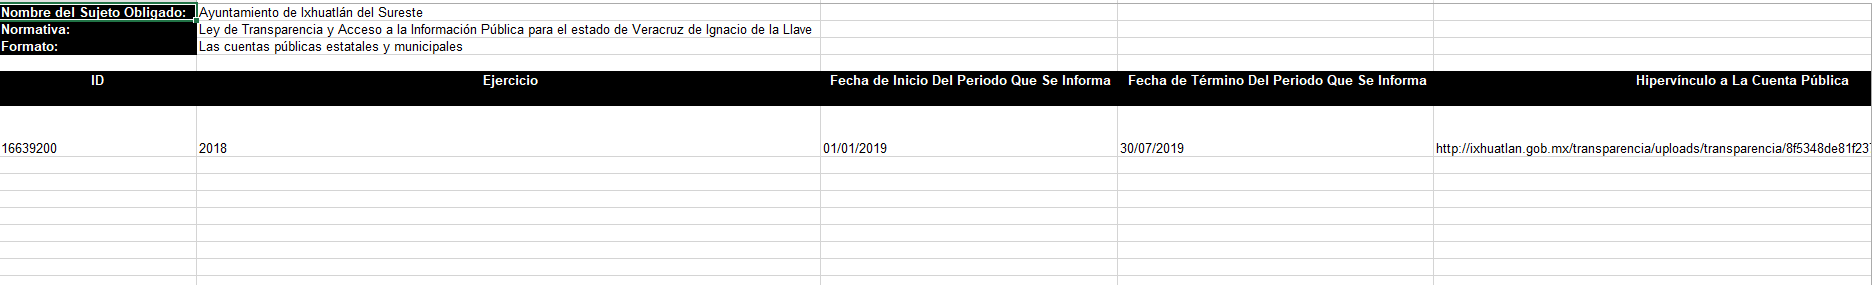 Nombre del Sujeto Obligado: Ayuntamiento de Ixhuatlán del Sureste
Normativa: Ley de Transparencia y Acceso a la Información Pública para el estado de Veracruz de Ignacio de la Llave
Formato: Las cuentas públicas estatales y municipales
ID Ejercicio Fecha de Inicio Del Periodo Que Se Informa Fecha de Término Del Periodo Que Se Informa Hipervínculo a La Cuenta Pública
16639200 2018 01/01/2019 30/07/2019 http://ixhuatlan.gob.mx/transparencia/uploads/transparencia/8f5348de81f237